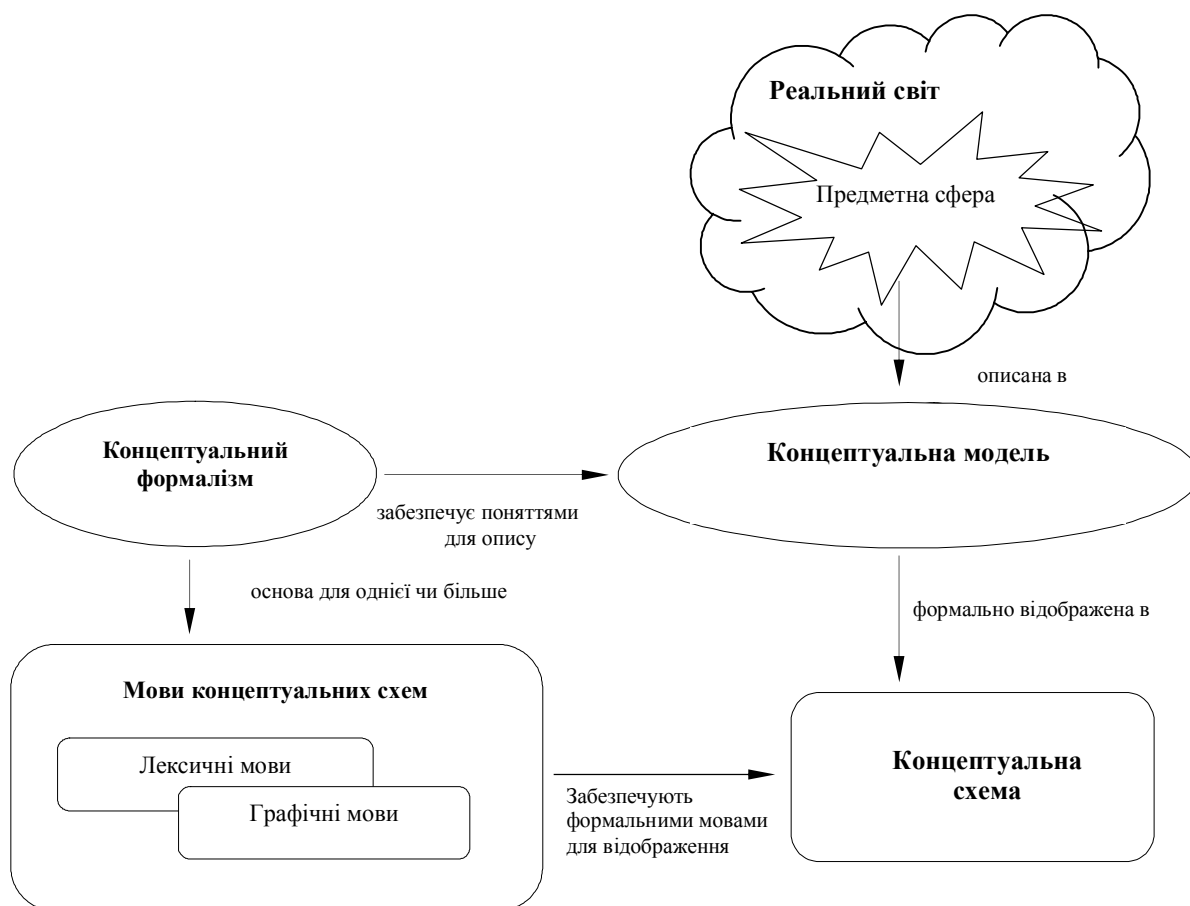 Реальний світ
Предметна сфера
описана в
Концептуальний
формалізм
Концептуальна модель
забезпечує поняттями
для опису
основа для однієї чи більше
формально відображена в
Мови концептуальних схем
Лексичні мови
Графічні мови
Концептуальна
схема
Забезпечують
формальними мовами
для відображення